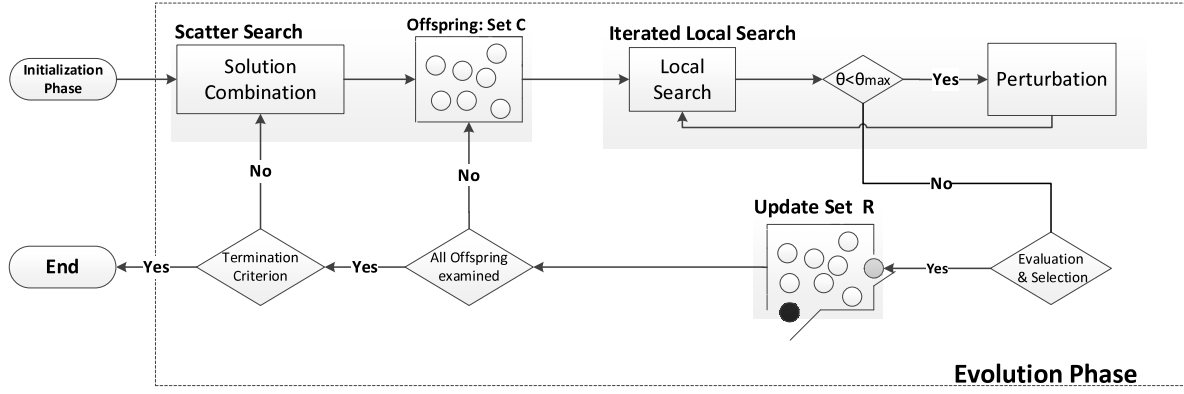 Scatter Search
Offspring: Set C
Iterated Local Search
Initialization
Phase
Solution
Combination
Local
Search
θ<θmax
Yes
Perturbation
No
No
No
Update Set R
End
Yes
Termination
Criterion
Yes
All Offspring
examined
Yes
Evaluation
& Selection
Evolution Phase